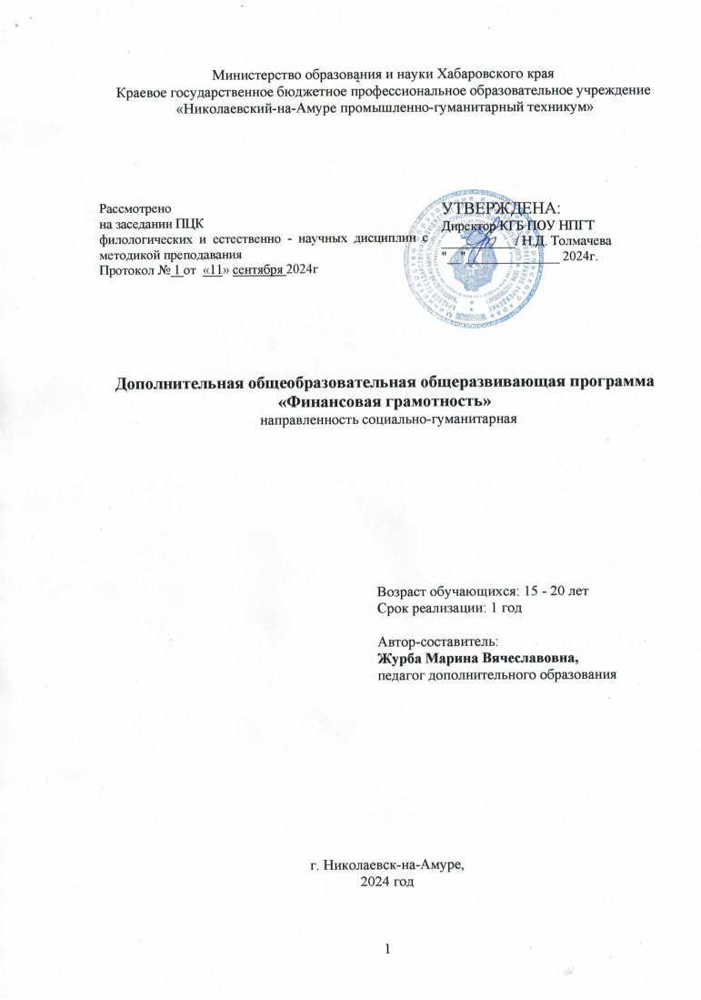 Министерство образования и науки Хабаровского края
Краевое государственное бюджетное профессиональное образовательное учреждение
«Николаевский-на-Амуре промышленно-гуманитарный техникум»
Рассмотрено
на заседании ПЦК
филологических и естественно - научных дисциплин с
методикой преподавания
Протокол № 1 от «11» сентября 2024г
УТВЕРЖДЕНА:
Директор КГБ ПОУ НПГТ
/ Н.Д. Толмачева
"__"______________ 2024г.
Дополнительная общеобразовательная общеразвивающая программа
«Финансовая грамотность»
направленность социально-гуманитарная
Возраст обучающихся: 15 - 20 лет
Срок реализации: 1 год
Автор-составитель:
Журба Марина Вячеславовна,
педагог дополнительного образования
г. Николаевск-на-Амуре,
2024 год
1